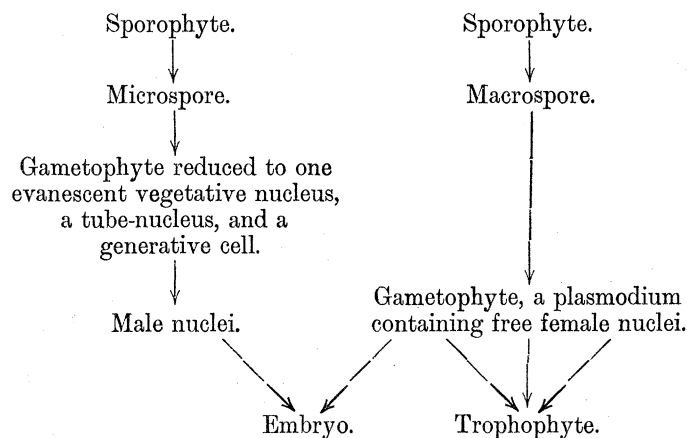 Sporophyte.
Sporophyte.
Microspore.
Macrospore.
Gametophyte reduced to one
evanescent vegetative nucleus,
a tube-nucleus, and a
generative cell.
Gametophyte, a plasmodium
containing free female nuclei.
Male nuclei.
Embryo.
Trophophyte.